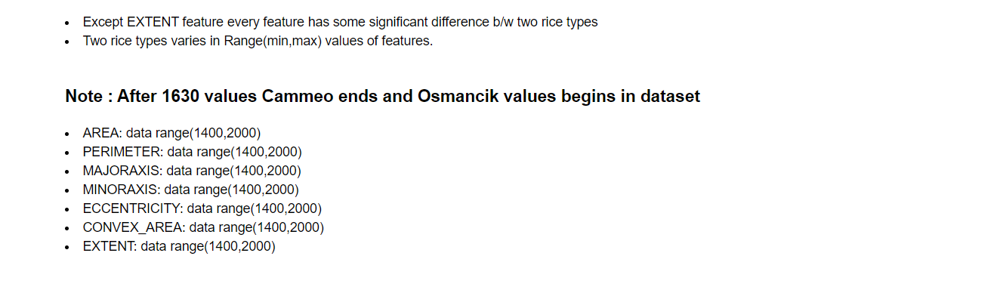 Except EXTENT feature every feature has some significant difference b/w two rice types
Two rice types varies in Range(min,max) values of features.
Note : After 1630 values Cammeo ends and Osmancik values begins in dataset
AREA: data range(1400,2000)
PERIMETER: data range(1400,2000)
MAJORAXIS: data range(1400,2000)
MINORAXIS: data range(1400,2000)
ECCENTRICITY: data range(1400,2000)
CONVEX_AREA: data range(1400,2000)
EXTENT: data range(1400,2000)